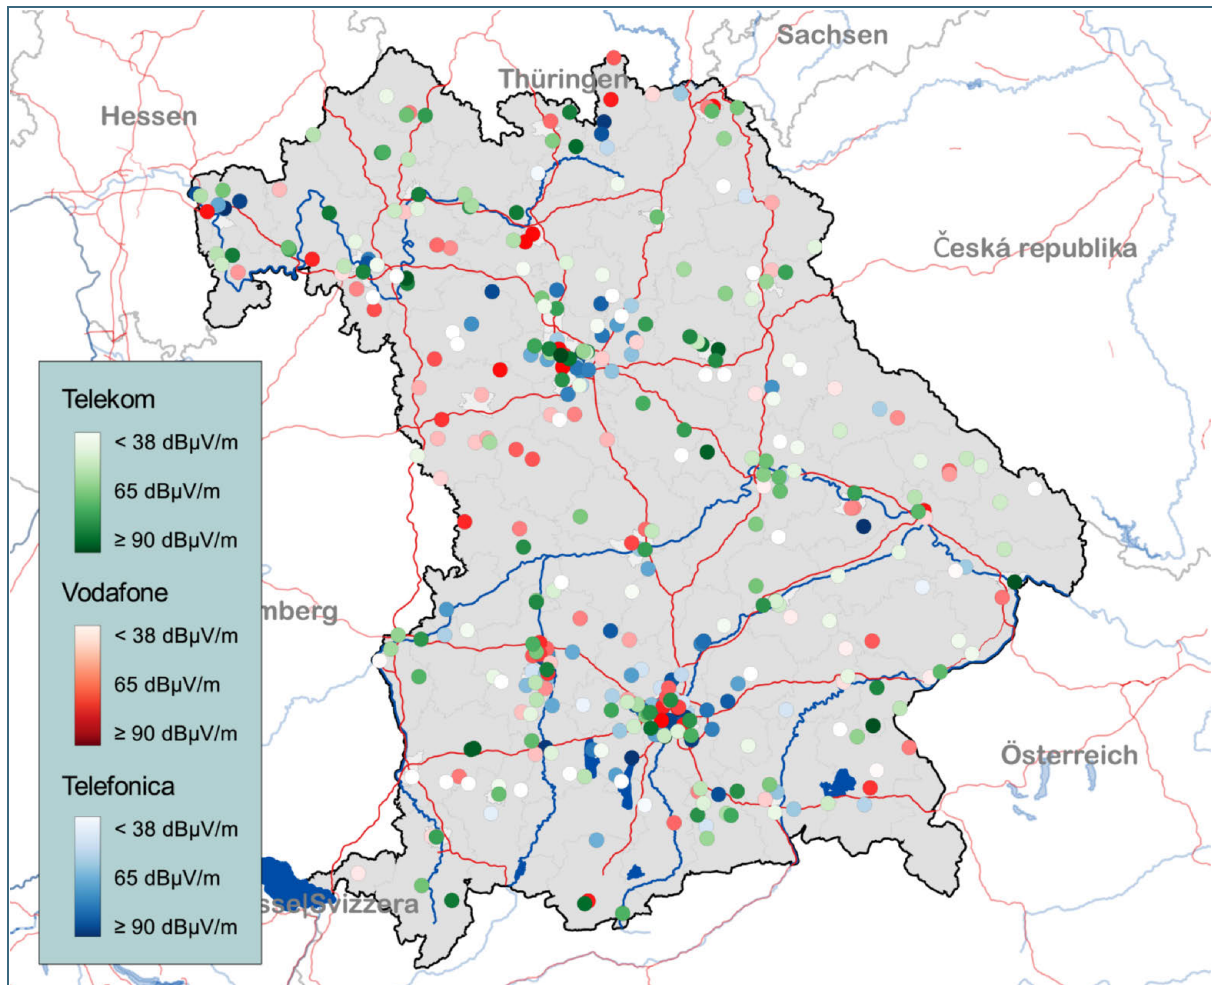 Sachsen
Thüringen
Hessen
Česká republika
Telekom
< 38 dBµV/m
65 dBµV/m
≥ 90 dBµV/m
Vodafone
< 38 dBµV/m
65 dBµV/m
≥ 90 dBµV/m
mberg
Österreich
Telefonica
< 38 dBµV/m
65 dBµV/m
≥ 90 dBµV/m
sse|Svizzera